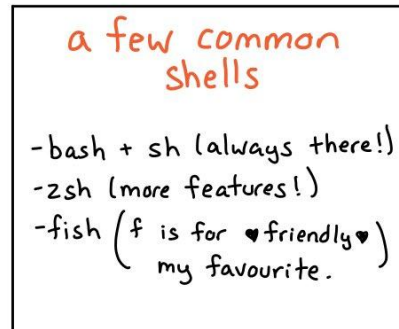 a few common
shells
-bash + sh (always there!)
-zsh (more features!)
-fish (f is for ♥friendly♥
my favourite.)